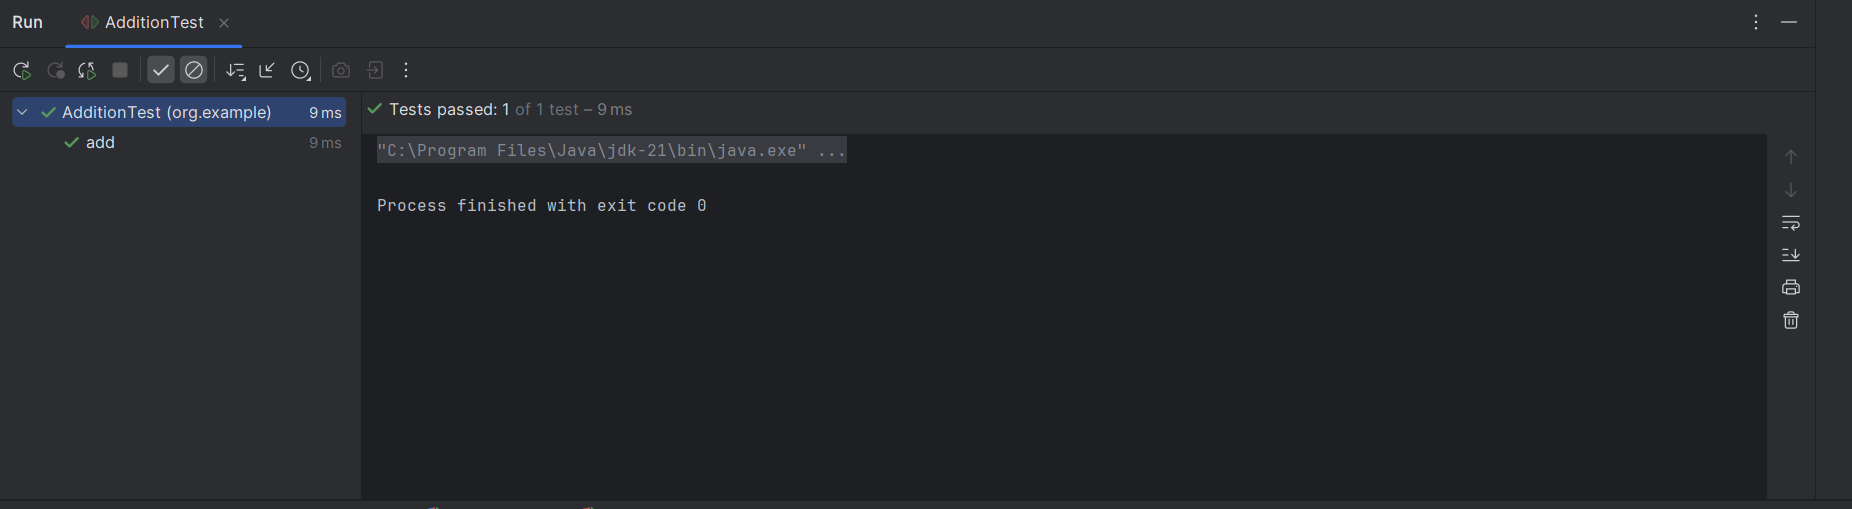 Run AdditionTest
AdditionTest (org.example) 9 ms
add 9 ms
Tests passed: 1 of 1 test – 9 ms
"C:\Program Files\Java\jdk-21\bin\java.exe" ...
Process finished with exit code 0